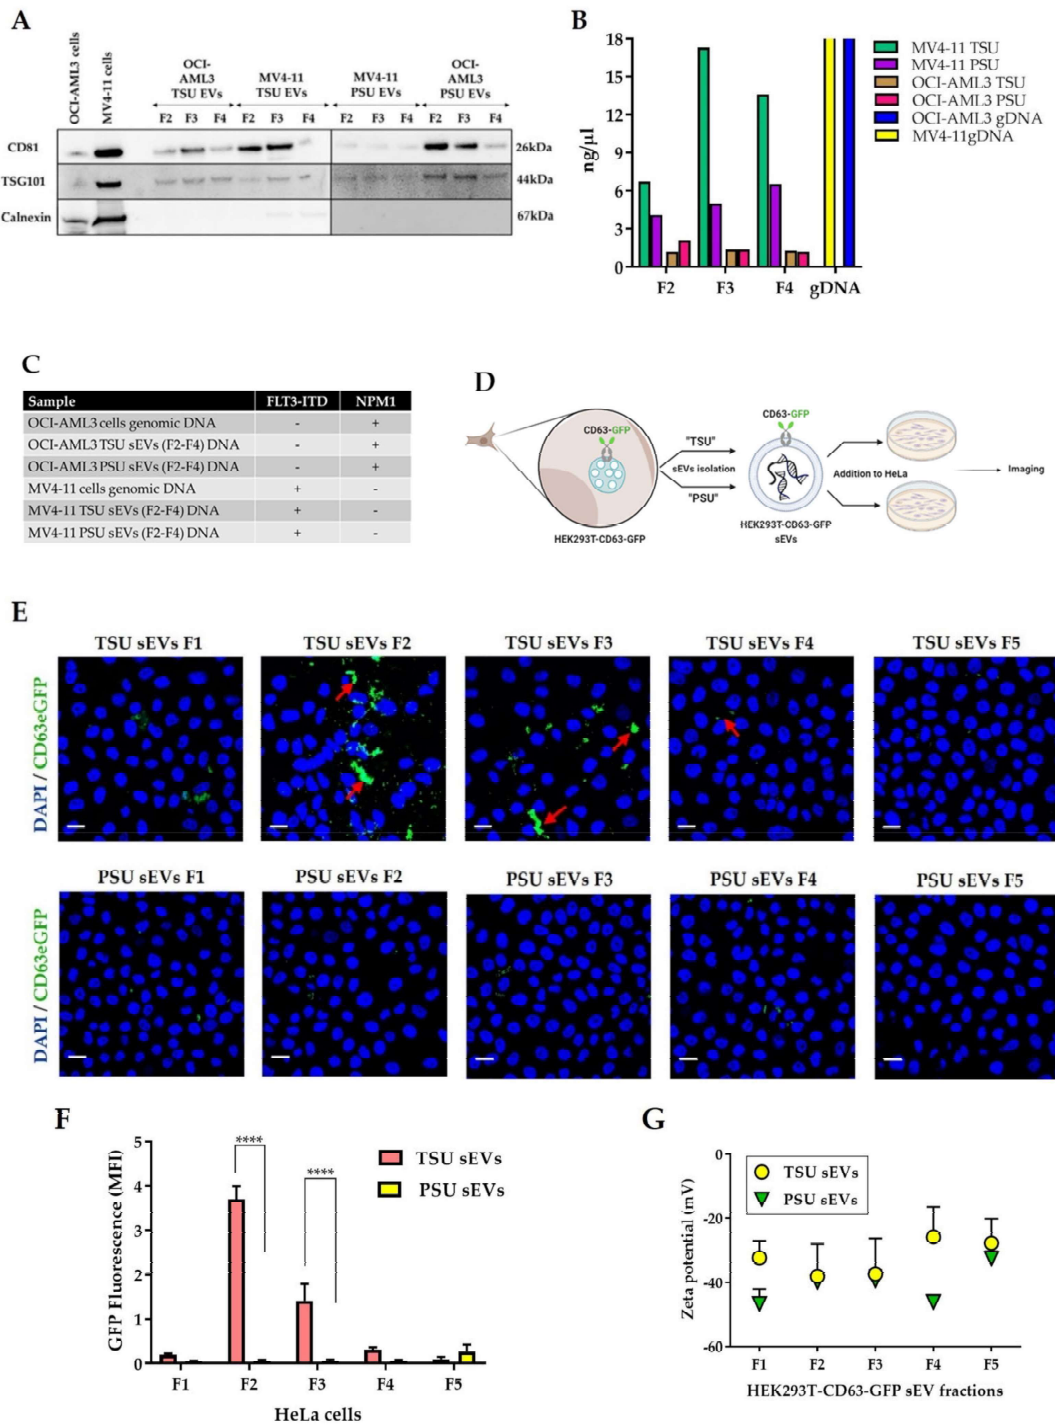 A
OCI-AML3 cells
MV4-11 cells
OCI-
AML3
TSU EVs
MV4-11
TSU EVs
MV4-11
PSU EVs
OCI-
AML3
PSU EVs
F2 F3 F4 F2 F3 F4 F2 F3 F4 F2 F3 F4
CD81 26kDa
TSG101 44kDa
Calnexin 67kDa
B
ng/µl
18
15
12
9
6
3
0
F2 F3 F4 gDNA
MV4-11 TSU
MV4-11 PSU
OCI-AML3 TSU
OCI-AML3 PSU
OCI-AML3 gDNA
MV4-11gDNA
C
Sample FLT3-ITD NPM1
OCI-AML3 cells genomic DNA - +
OCI-AML3 TSU sEVs (F2-F4) DNA - +
OCI-AML3 PSU sEVs (F2-F4) DNA - +
MV4-11 cells genomic DNA + -
MV4-11 TSU sEVs (F2-F4) DNA + -
MV4-11 PSU sEVs (F2-F4) DNA + -
D
CD63-GFP
HEK293T-CD63-GFP
"TSU"
sEVs isolation
"PSU"
CD63-GFP
HEK293T-CD63-GFP
sEVs
Addition to HeLa
Imaging
E
DAPI / CD63eGFP
TSU sEVs F1
TSU sEVs F2
TSU sEVs F3
TSU sEVs F4
TSU sEVs F5
DAPI / CD63eGFP
PSU sEVs F1
PSU sEVs F2
PSU sEVs F3
PSU sEVs F4
PSU sEVs F5
F
GFP Fluorescence (MFI)
5
4
3
2
1
0
****
****
TSU sEVs
PSU sEVs
F1 F2 F3 F4 F5
HeLa cells
G
Zeta potential (mV)
0
-20
-40
-60
TSU sEVs
PSU sEVs
F1 F2 F3 F4 F5
HEK293T-CD63-GFP sEV fractions